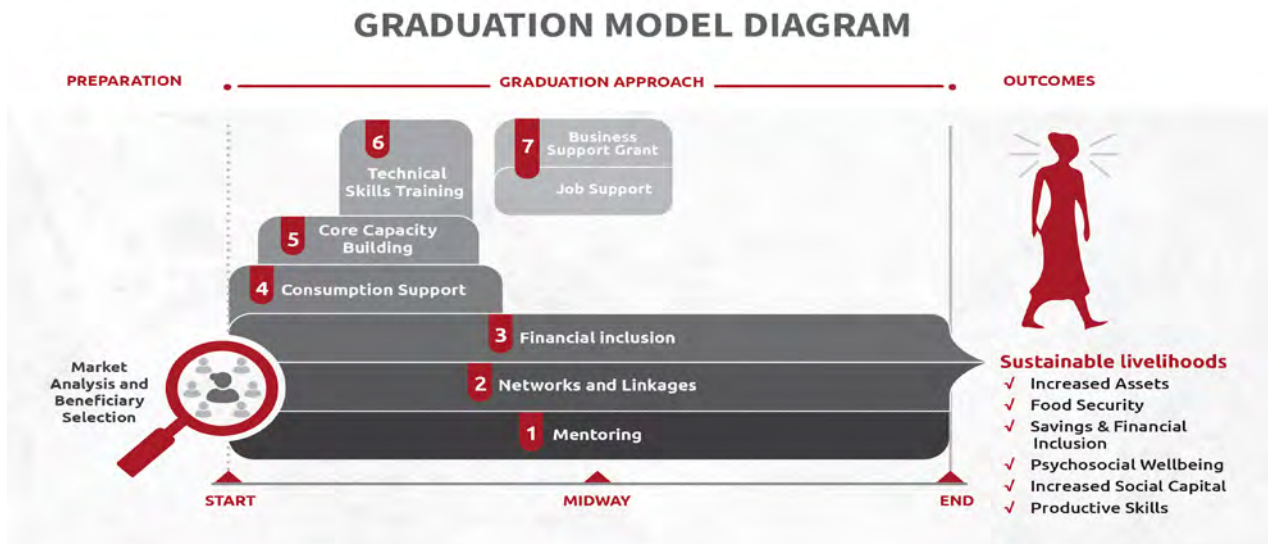 GRADUATION MODEL DIAGRAM
PREPARATION
GRADUATION APPROACH
OUTCOMES
6
Technical
Skills Training
7
Business
Support Grant
Job Support
5
Core Capacity
Building
4
Consumption Support
3
Financial inclusion
2
Networks and Linkages
1
Mentoring
Market
Analysis and
Beneficiary
Selection
START
MIDWAY
END
Sustainable livelihoods
√ Increased Assets
√ Food Security
√ Savings & Financial
Inclusion
√ Psychosocial Wellbeing
√ Increased Social Capital
√ Productive Skills